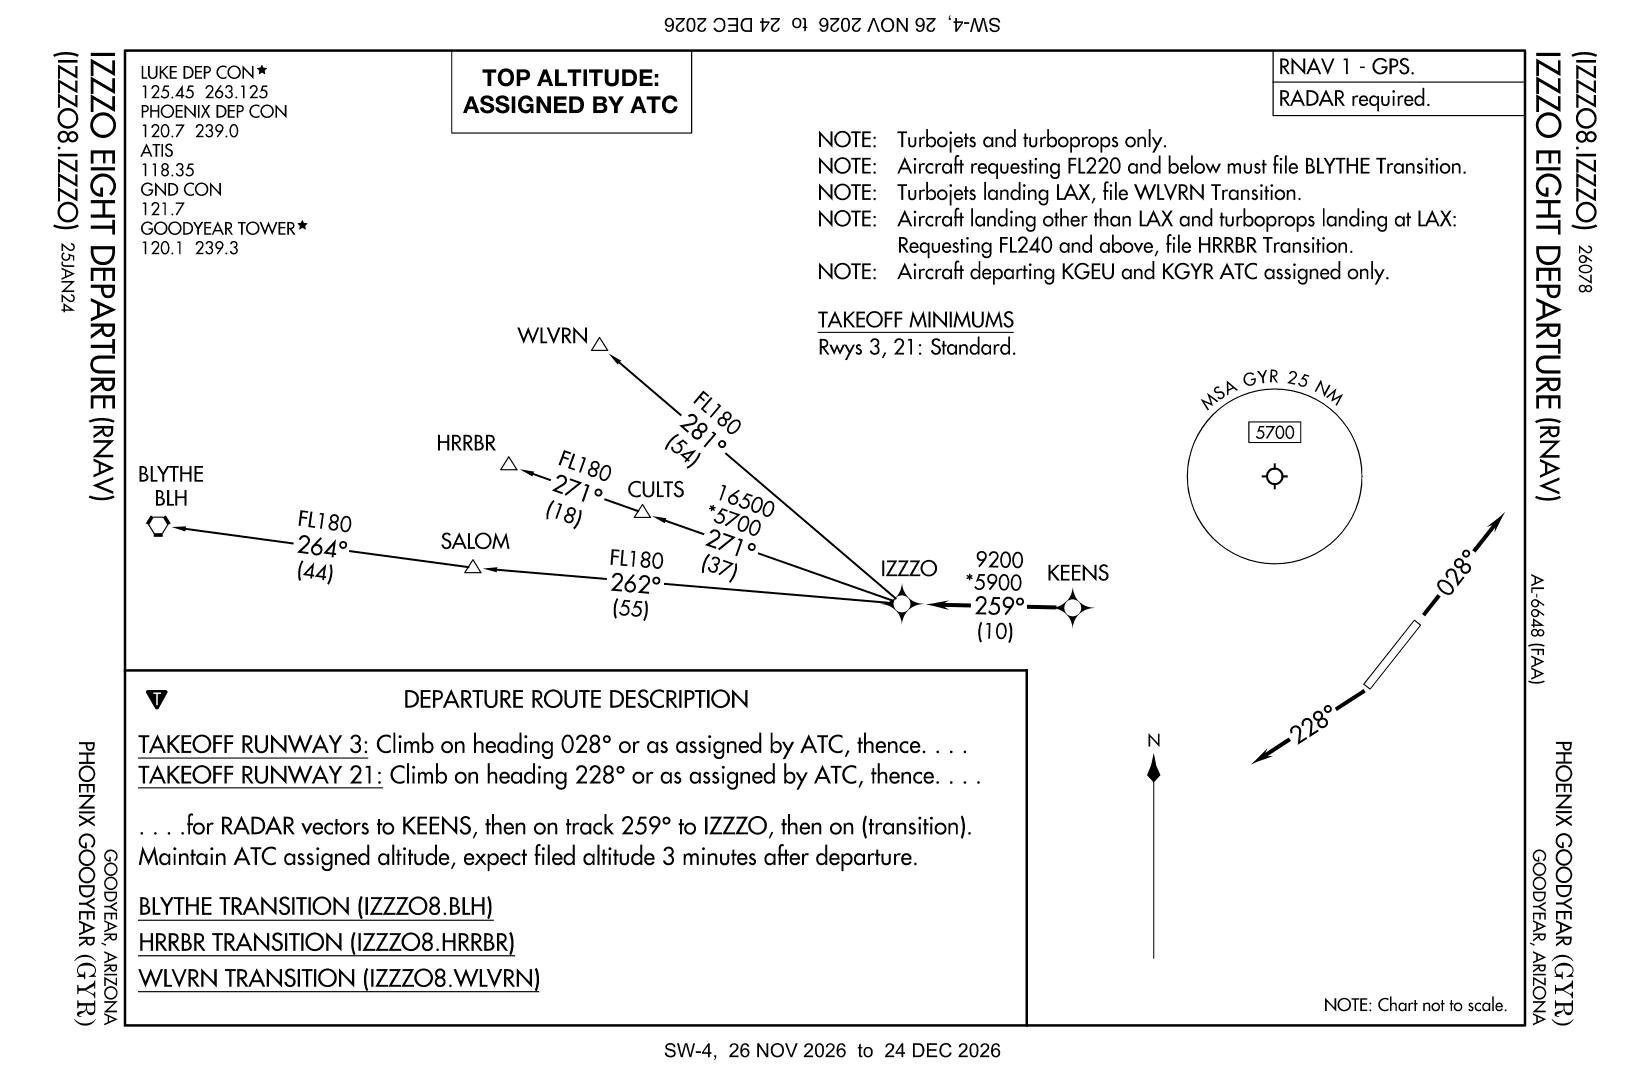 SW-4, 26 NOV 2026 to 24 DEC 2026
IZZZO EIGHT DEPARTURE (RNAV)
(IZZZO8.IZZZO) 25JAN24
PHOENIX GOODYEAR (GYR)
GOODYEAR, ARIZONA
LUKE DEP CON★
125.45 263.125
PHOENIX DEP CON
120.7 239.0
ATIS
118.35
GND CON
121.7
GOODYEAR TOWER★
120.1 239.3
TOP ALTITUDE:
ASSIGNED BY ATC
RNAV 1 - GPS.
RADAR required.
NOTE: Turbojets and turboprops only.
NOTE: Aircraft requesting FL220 and below must file BLYTHE Transition.
NOTE: Turbojets landing LAX, file WLVRN Transition.
NOTE: Aircraft landing other than LAX and turboprops landing at LAX:
Requesting FL240 and above, file HRRBR Transition.
NOTE: Aircraft departing KGEU and KGYR ATC assigned only.
TAKEOFF MINIMUMS
Rwys 3, 21: Standard.
WLVRN
FL180
281°
(54)
HRRBR
FL180
271°
(18)
CULTS
16500
*5700
271°
(37)
BLYTHE
BLH
FL180
264°
(44)
SALOM
FL180
262°
(55)
IZZZO
9200
*5900
259°
(10)
KEENS
MSA GYR 25 NM
5700
028°
228°
N
T
DEPARTURE ROUTE DESCRIPTION
TAKEOFF RUNWAY 3: Climb on heading 028° or as assigned by ATC, thence. . . .
TAKEOFF RUNWAY 21: Climb on heading 228° or as assigned by ATC, thence. . . .
. . . .for RADAR vectors to KEENS, then on track 259° to IZZZO, then on (transition).
Maintain ATC assigned altitude, expect filed altitude 3 minutes after departure.
BLYTHE TRANSITION (IZZZO8.BLH)
HRRBR TRANSITION (IZZZO8.HRRBR)
WLVRN TRANSITION (IZZZO8.WLVRN)
NOTE: Chart not to scale.
(IZZZO8.IZZZO) 26078
IZZZO EIGHT DEPARTURE (RNAV)
AL-6648 (FAA)
PHOENIX GOODYEAR (GYR)
GOODYEAR, ARIZONA
SW-4, 26 NOV 2026 to 24 DEC 2026